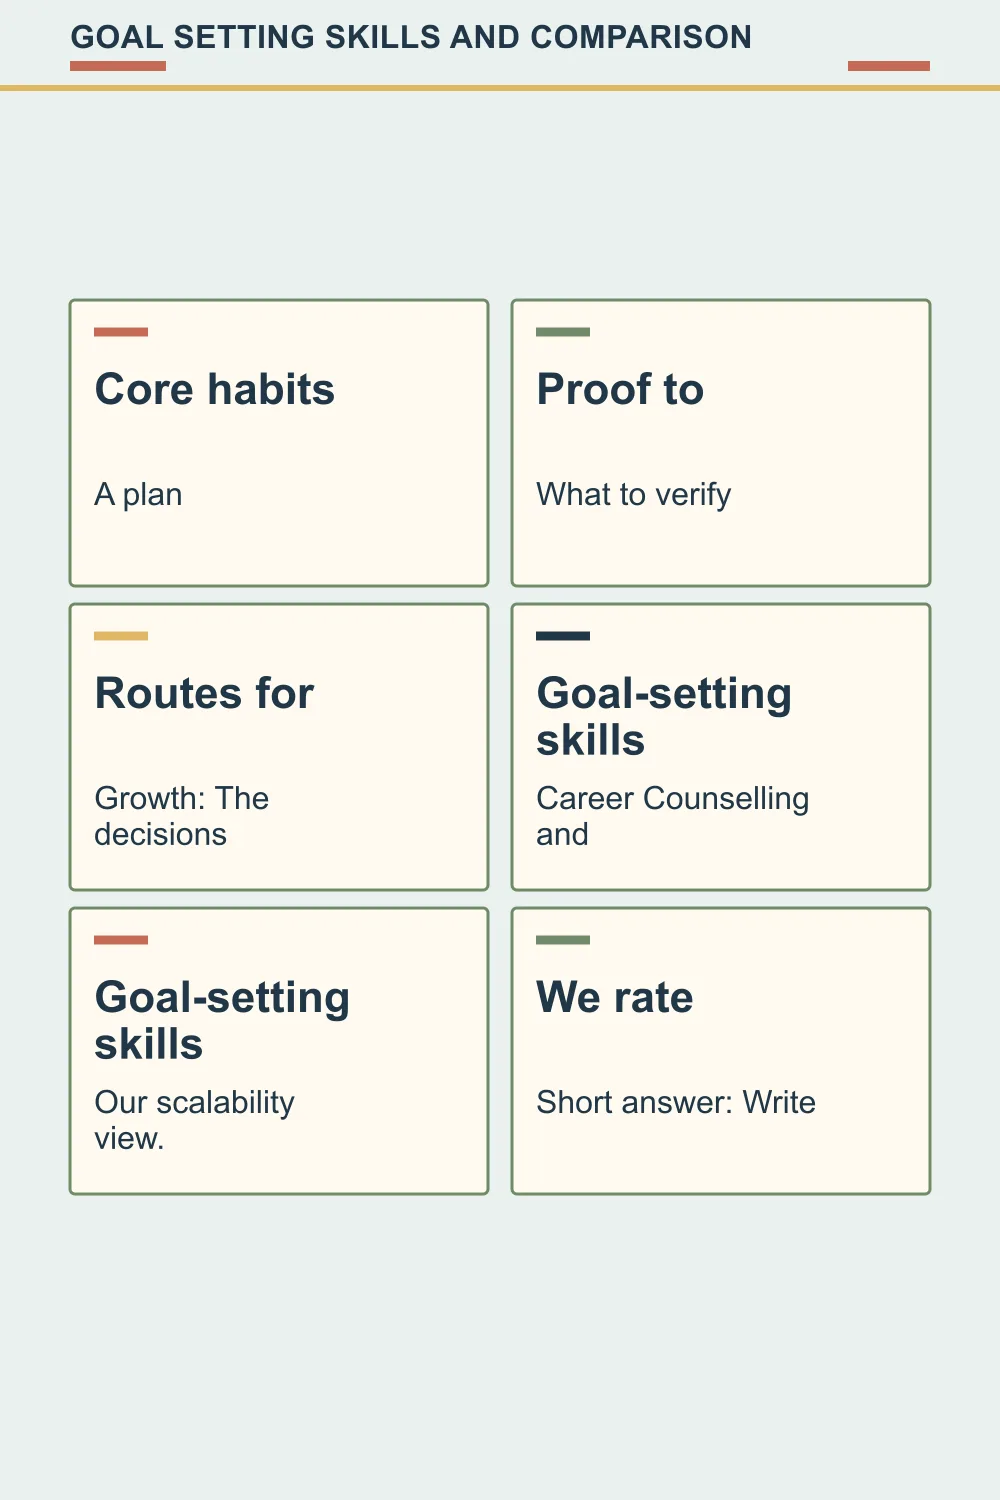 GOAL SETTING SKILLS AND COMPARISON
Core habits
A plan
Proof to
What to verify
Routes for
Growth: The
decisions
Goal-setting
skills
Career Counselling
and
Goal-setting
skills
Our scalability
view.
We rate
Short answer: Write